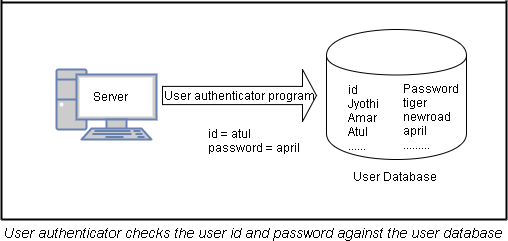 Server
User authenticator program
id = atul
password = april
id Password
Jyothi tiger
Amar newroad
Atul april
...... .........
User Database
User authenticator checks the user id and password against the user database